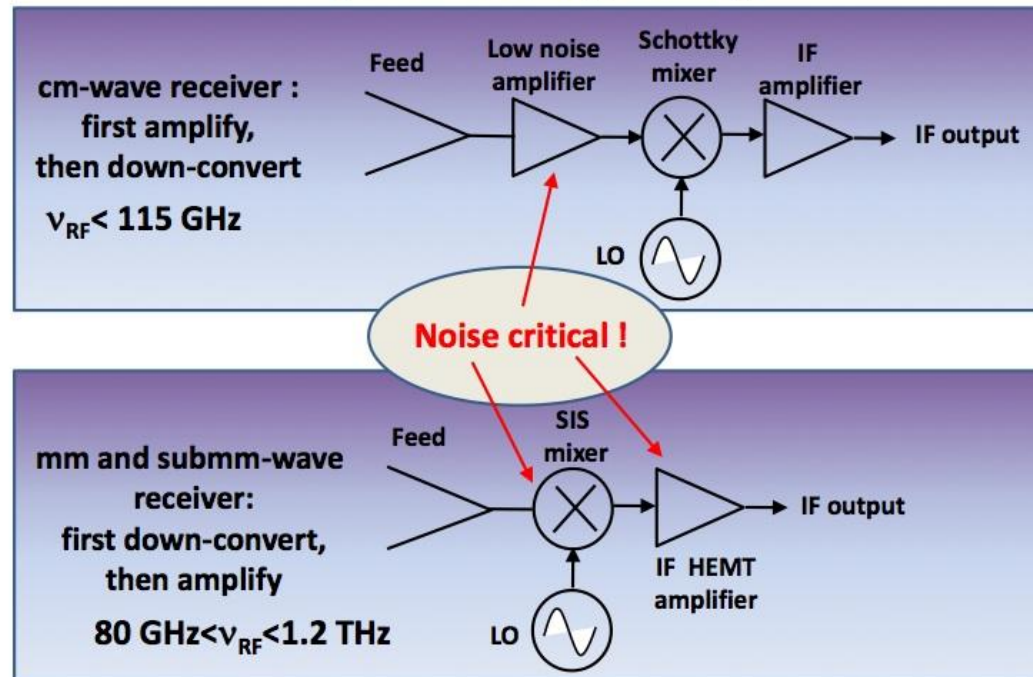 cm-wave receiver :
first amplify,
then down-convert
νRF< 115 GHz
Feed
Low noise
amplifier
Schottky
mixer
IF
amplifier
IF output
LO
Noise critical !
mm and submm-wave
receiver:
first down-convert,
then amplify
80 GHz<νRF<1.2 THz
Feed
SIS
mixer
IF HEMT
amplifier
IF output
LO